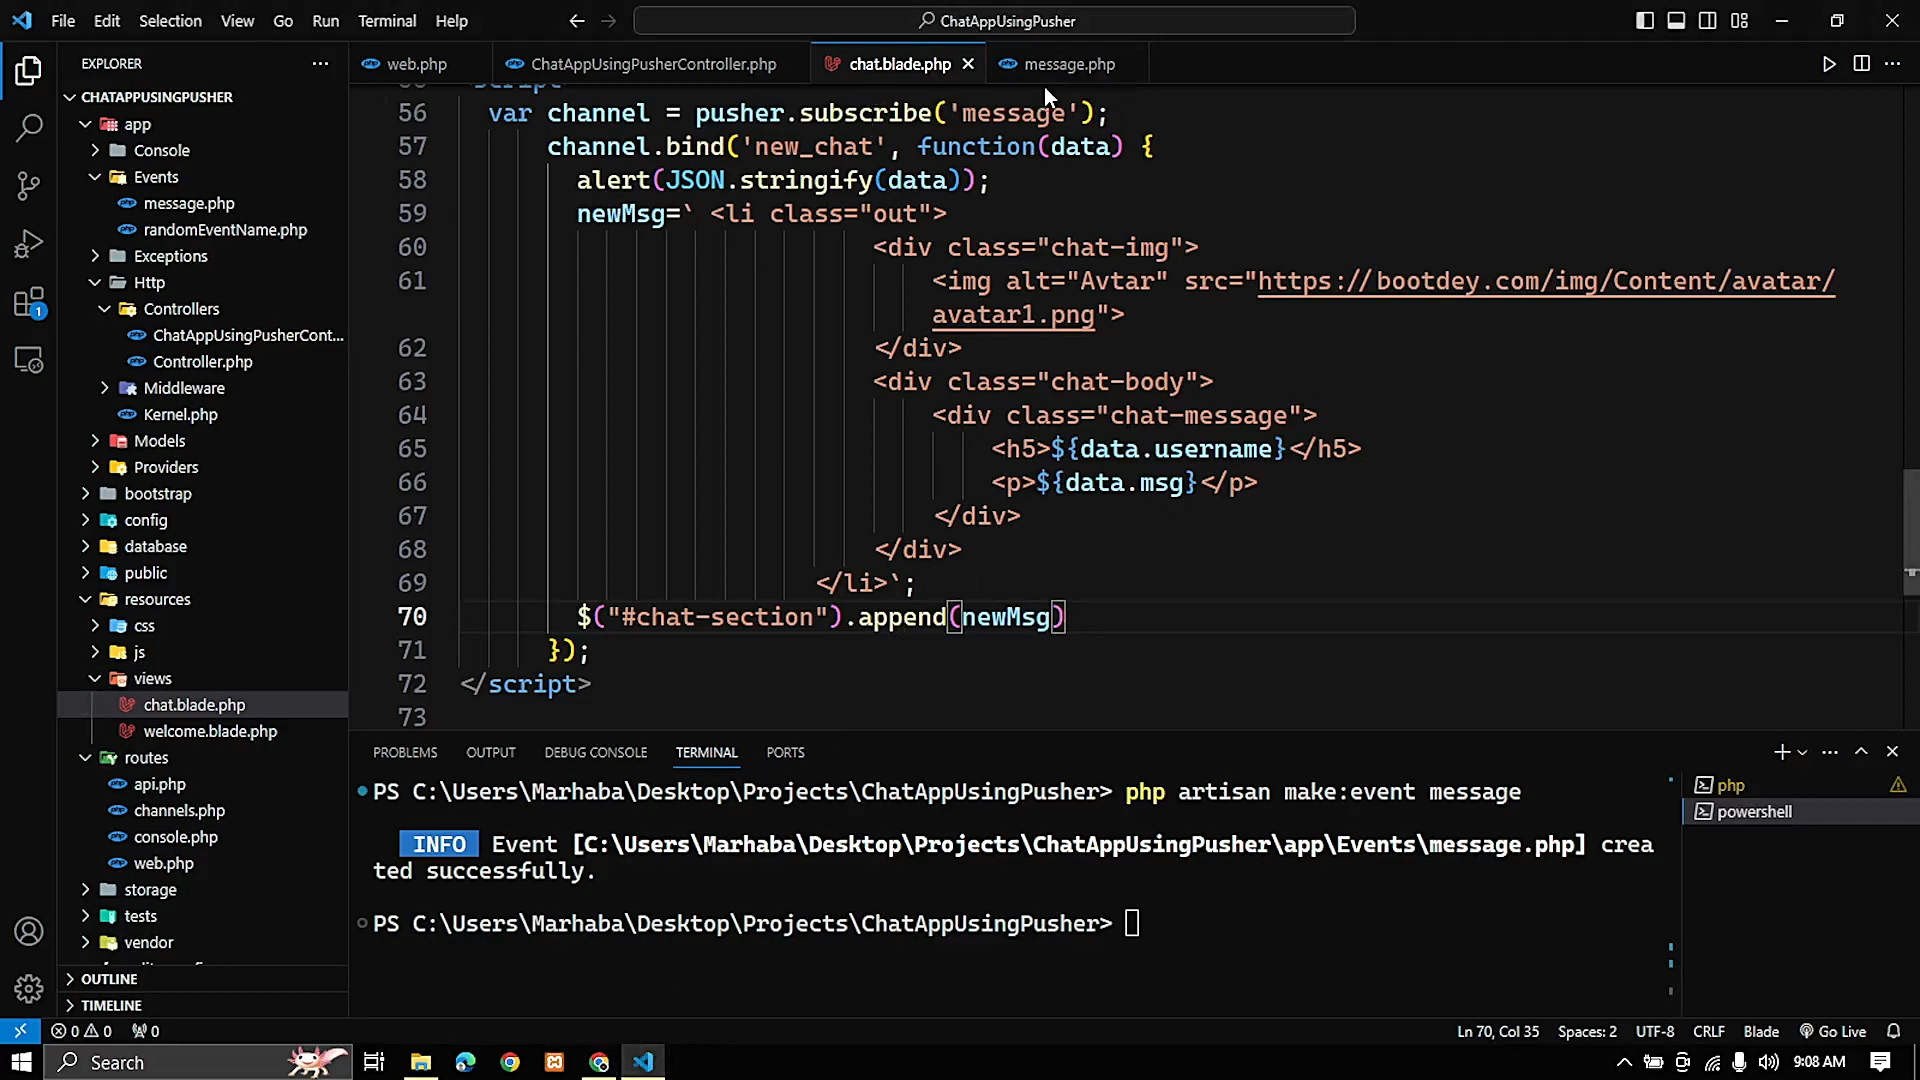 File Edit Selection View Go Run Terminal Help
ChatAppUsingPusher
EXPLORER
web.php
ChatAppUsingPusherController.php
chat.blade.php
message.php
CHATAPPUSINGPUSHER
app
Console
Events
message.php
randomEventName.php
Exceptions
Http
Controllers
ChatAppUsingPusherCont...
Controller.php
Middleware
Kernel.php
Models
Providers
bootstrap
config
database
public
resources
css
js
views
chat.blade.php
welcome.blade.php
routes
api.php
channels.php
console.php
web.php
storage
tests
vendor
OUTLINE
TIMELINE
1
56 var channel = pusher.subscribe('message');
57 channel.bind('new_chat', function(data) {
58 alert(JSON.stringify(data));
59 newMsg=` <li class="out">
60 <div class="chat-img">
61 <img alt="Avtar" src="https://bootdey.com/img/Content/avatar/
avatar1.png">
62 </div>
63 <div class="chat-body">
64 <div class="chat-message">
65 <h5>${data.username}</h5>
66 <p>${data.msg}</p>
67 </div>
68 </div>
69 </li>`;
70 $("#chat-section").append(newMsg)
71 });
72 </script>
73
PROBLEMS OUTPUT DEBUG CONSOLE TERMINAL PORTS
PS C:\Users\Marhaba\Desktop\Projects\ChatAppUsingPusher> php artisan make:event message
INFO Event [C:\Users\Marhaba\Desktop\Projects\ChatAppUsingPusher\app\Events\message.php] crea
ted successfully.
PS C:\Users\Marhaba\Desktop\Projects\ChatAppUsingPusher>
php
powershell
0 0 0
Ln 70, Col 35 Spaces: 2 UTF-8 CRLF Blade Go Live
Search
9:08 AM